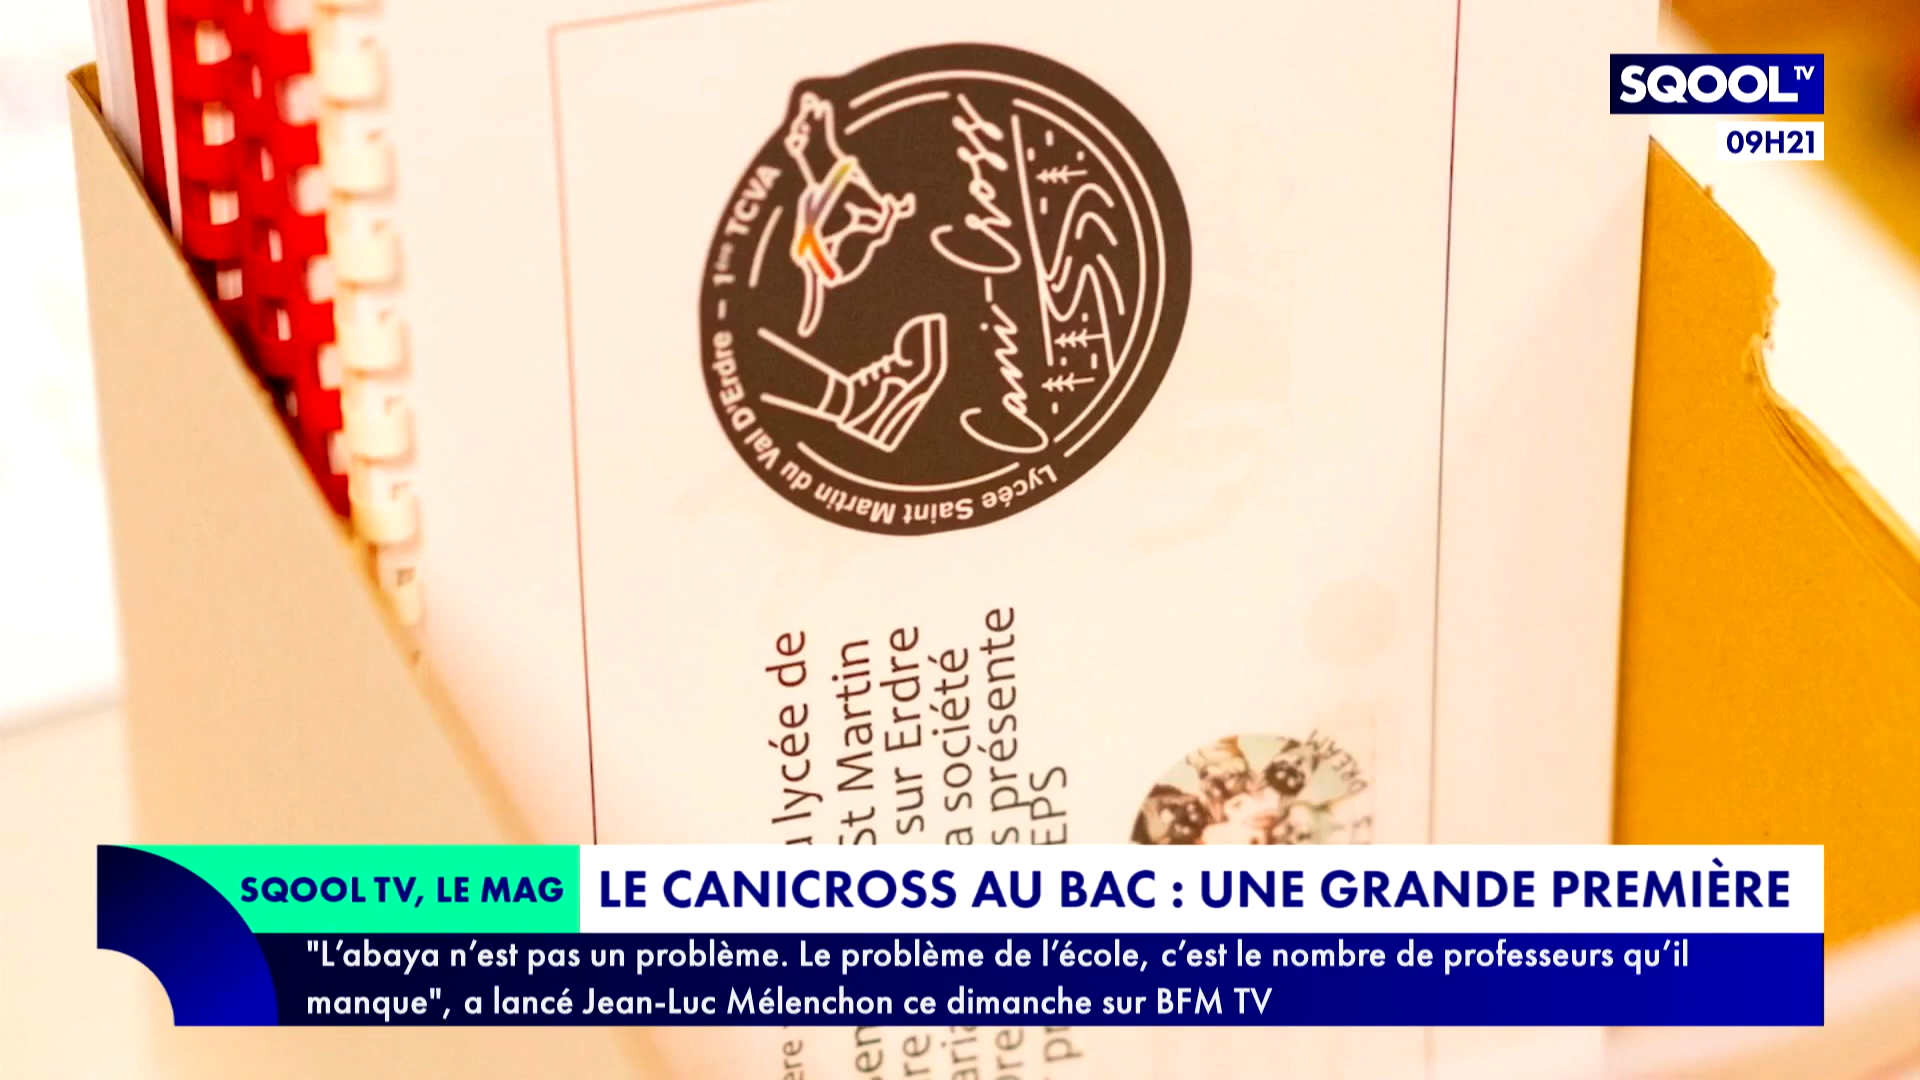 SQOOL TV
09H21
Lycée Saint Martin du Val D'Erdre – 1ère TCVA
Cani-Cross
lycée de
St Martin
sur Erdre
a société
présente
EPS
DREAM
SQOOL TV, LE MAG
LE CANICROSS AU BAC : UNE GRANDE PREMIÈRE
"L’abaya n’est pas un problème. Le problème de l’école, c’est le nombre de professeurs qu’il
manque", a lancé Jean-Luc Mélenchon ce dimanche sur BFM TV